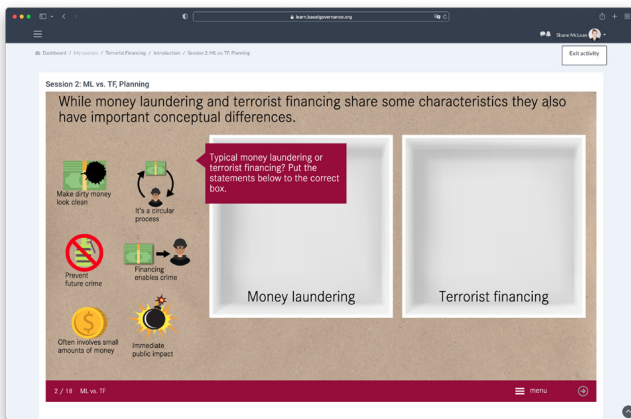 learn.baselgovernance.org
Shane McLean
Dashboard / My courses / Terrorist Financing / Introduction / Session 2: ML vs. TF, Planning
Exit activity
Session 2: ML vs. TF, Planning
While money laundering and terrorist financing share some characteristics they also
have important conceptual differences.
Typical money laundering or
terrorist financing? Put the
statements below to the correct
box.
Make dirty money
look clean
It's a circular
process
Prevent
future crime
Financing
enables crime
Often involves small
amounts of money
Immediate
public impact
Money laundering
Terrorist financing
2 / 18 ML vs. TF
menu